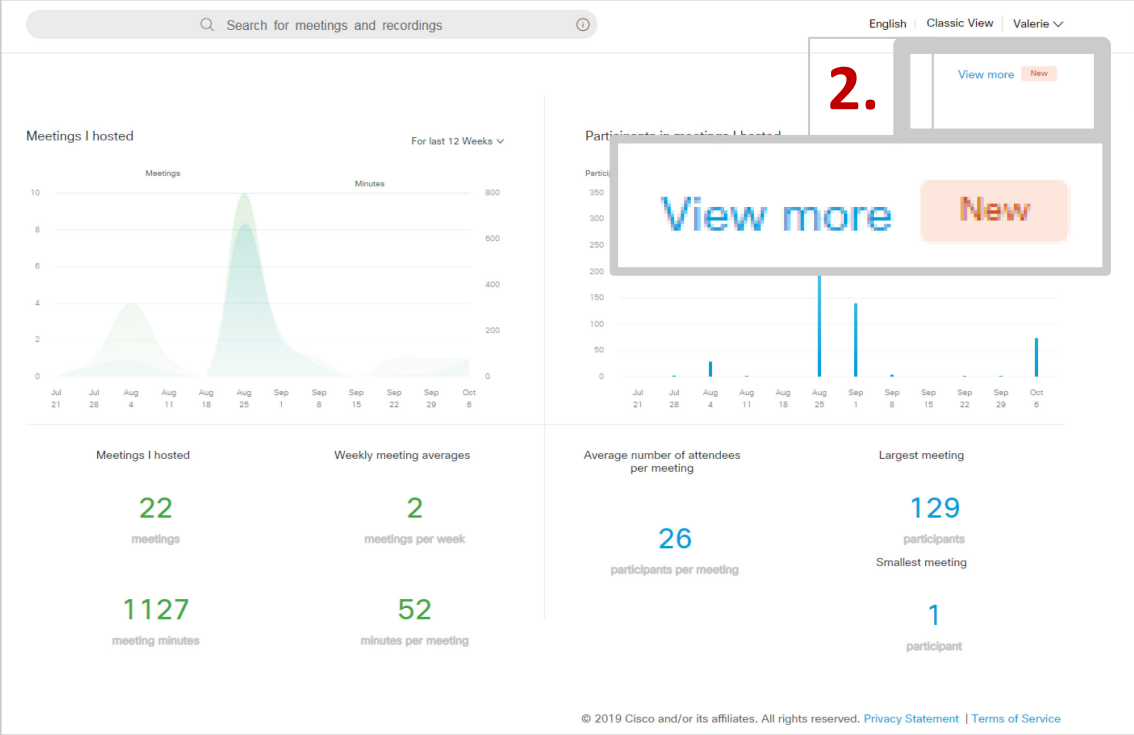 Search for meetings and recordings
English
Classic View
Valerie
2.
View more New
View more New
Meetings I hosted
For last 12 Weeks
Meetings
Minutes
10
8
6
4
2
0
800
600
400
200
0
Jul 21
Jul 28
Aug 4
Aug 11
Aug 18
Aug 25
Sep 1
Sep 8
Sep 15
Sep 22
Sep 29
Oct 6
Participants in meetings I hosted
350
300
250
200
150
100
50
0
Jul 21
Jul 28
Aug 4
Aug 11
Aug 18
Aug 25
Sep 1
Sep 8
Sep 15
Sep 22
Sep 29
Oct 6
Meetings I hosted
22
meetings
1127
meeting minutes
Weekly meeting averages
2
meetings per week
52
minutes per meeting
Average number of attendees
per meeting
26
participants per meeting
Largest meeting
129
participants
Smallest meeting
1
participant
© 2019 Cisco and/or its affiliates. All rights reserved. Privacy Statement | Terms of Service